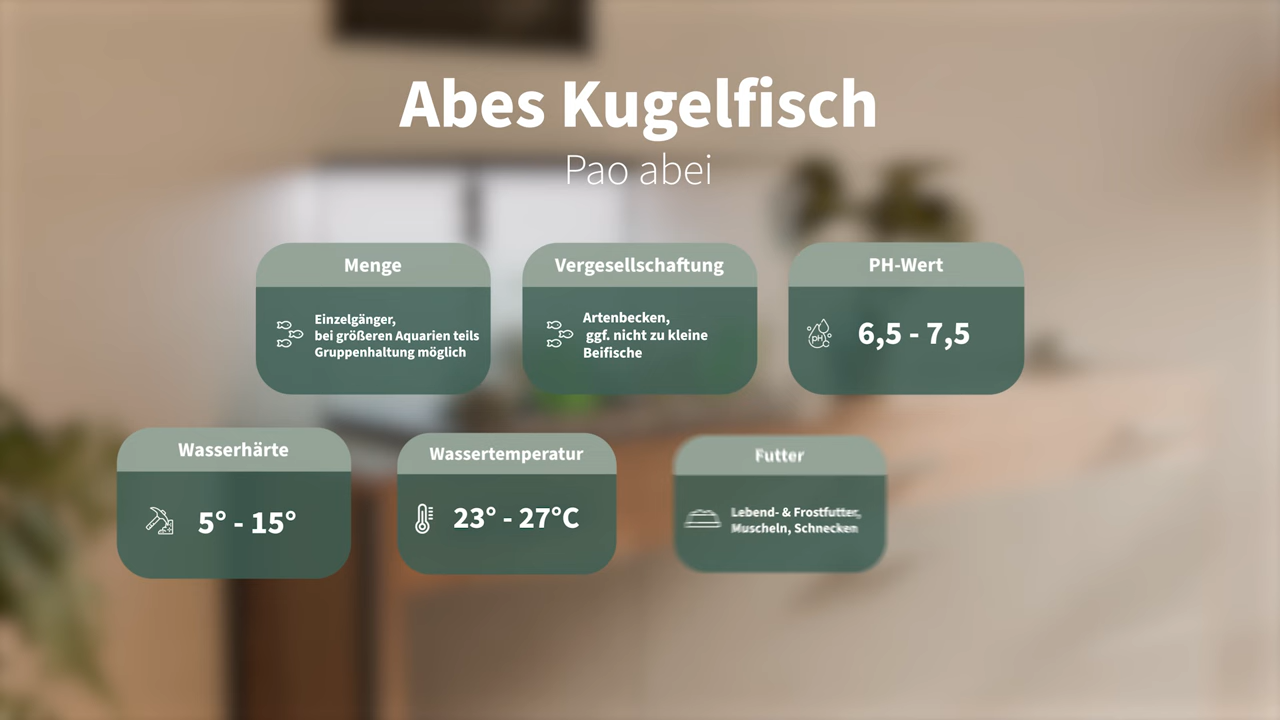 Abes Kugelfisch
Pao abei
Menge
Einzelgänger,
bei größeren Aquarien teils
Gruppenhaltung möglich
Vergesellschaftung
Artenbecken,
ggf. nicht zu kleine
Beifische
PH-Wert
pH
6,5 - 7,5
Wasserhärte
5° - 15°
Wassertemperatur
23° - 27°C
Futter
Lebend- & Frostfutter,
Muscheln, Schnecken